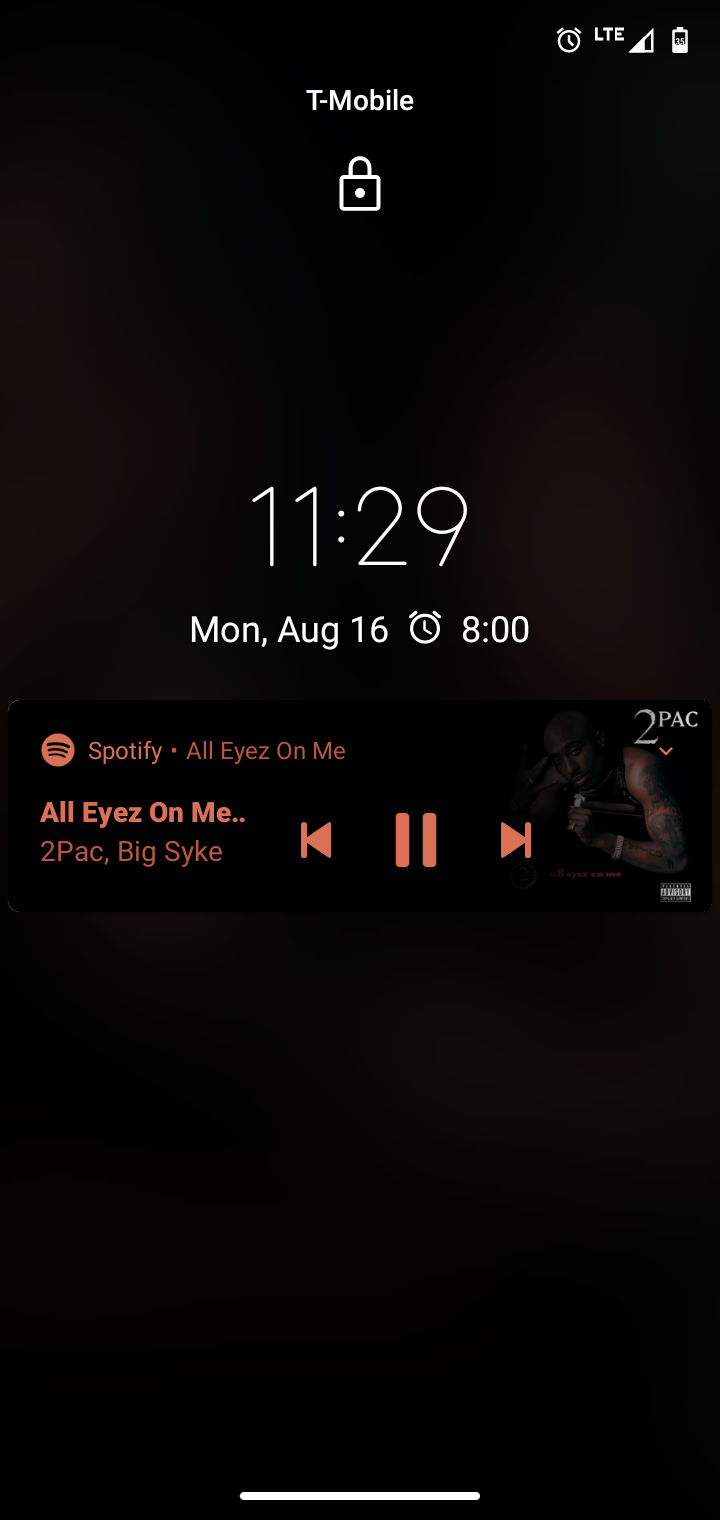 LTE
35
T-Mobile
11:29
Mon, Aug 16 8:00
Spotify • All Eyez On Me
All Eyez On Me..
2Pac, Big Syke
2PAC
all eyez on me
2
PARENTAL
ADVISORY
EXPLICIT CONTENT